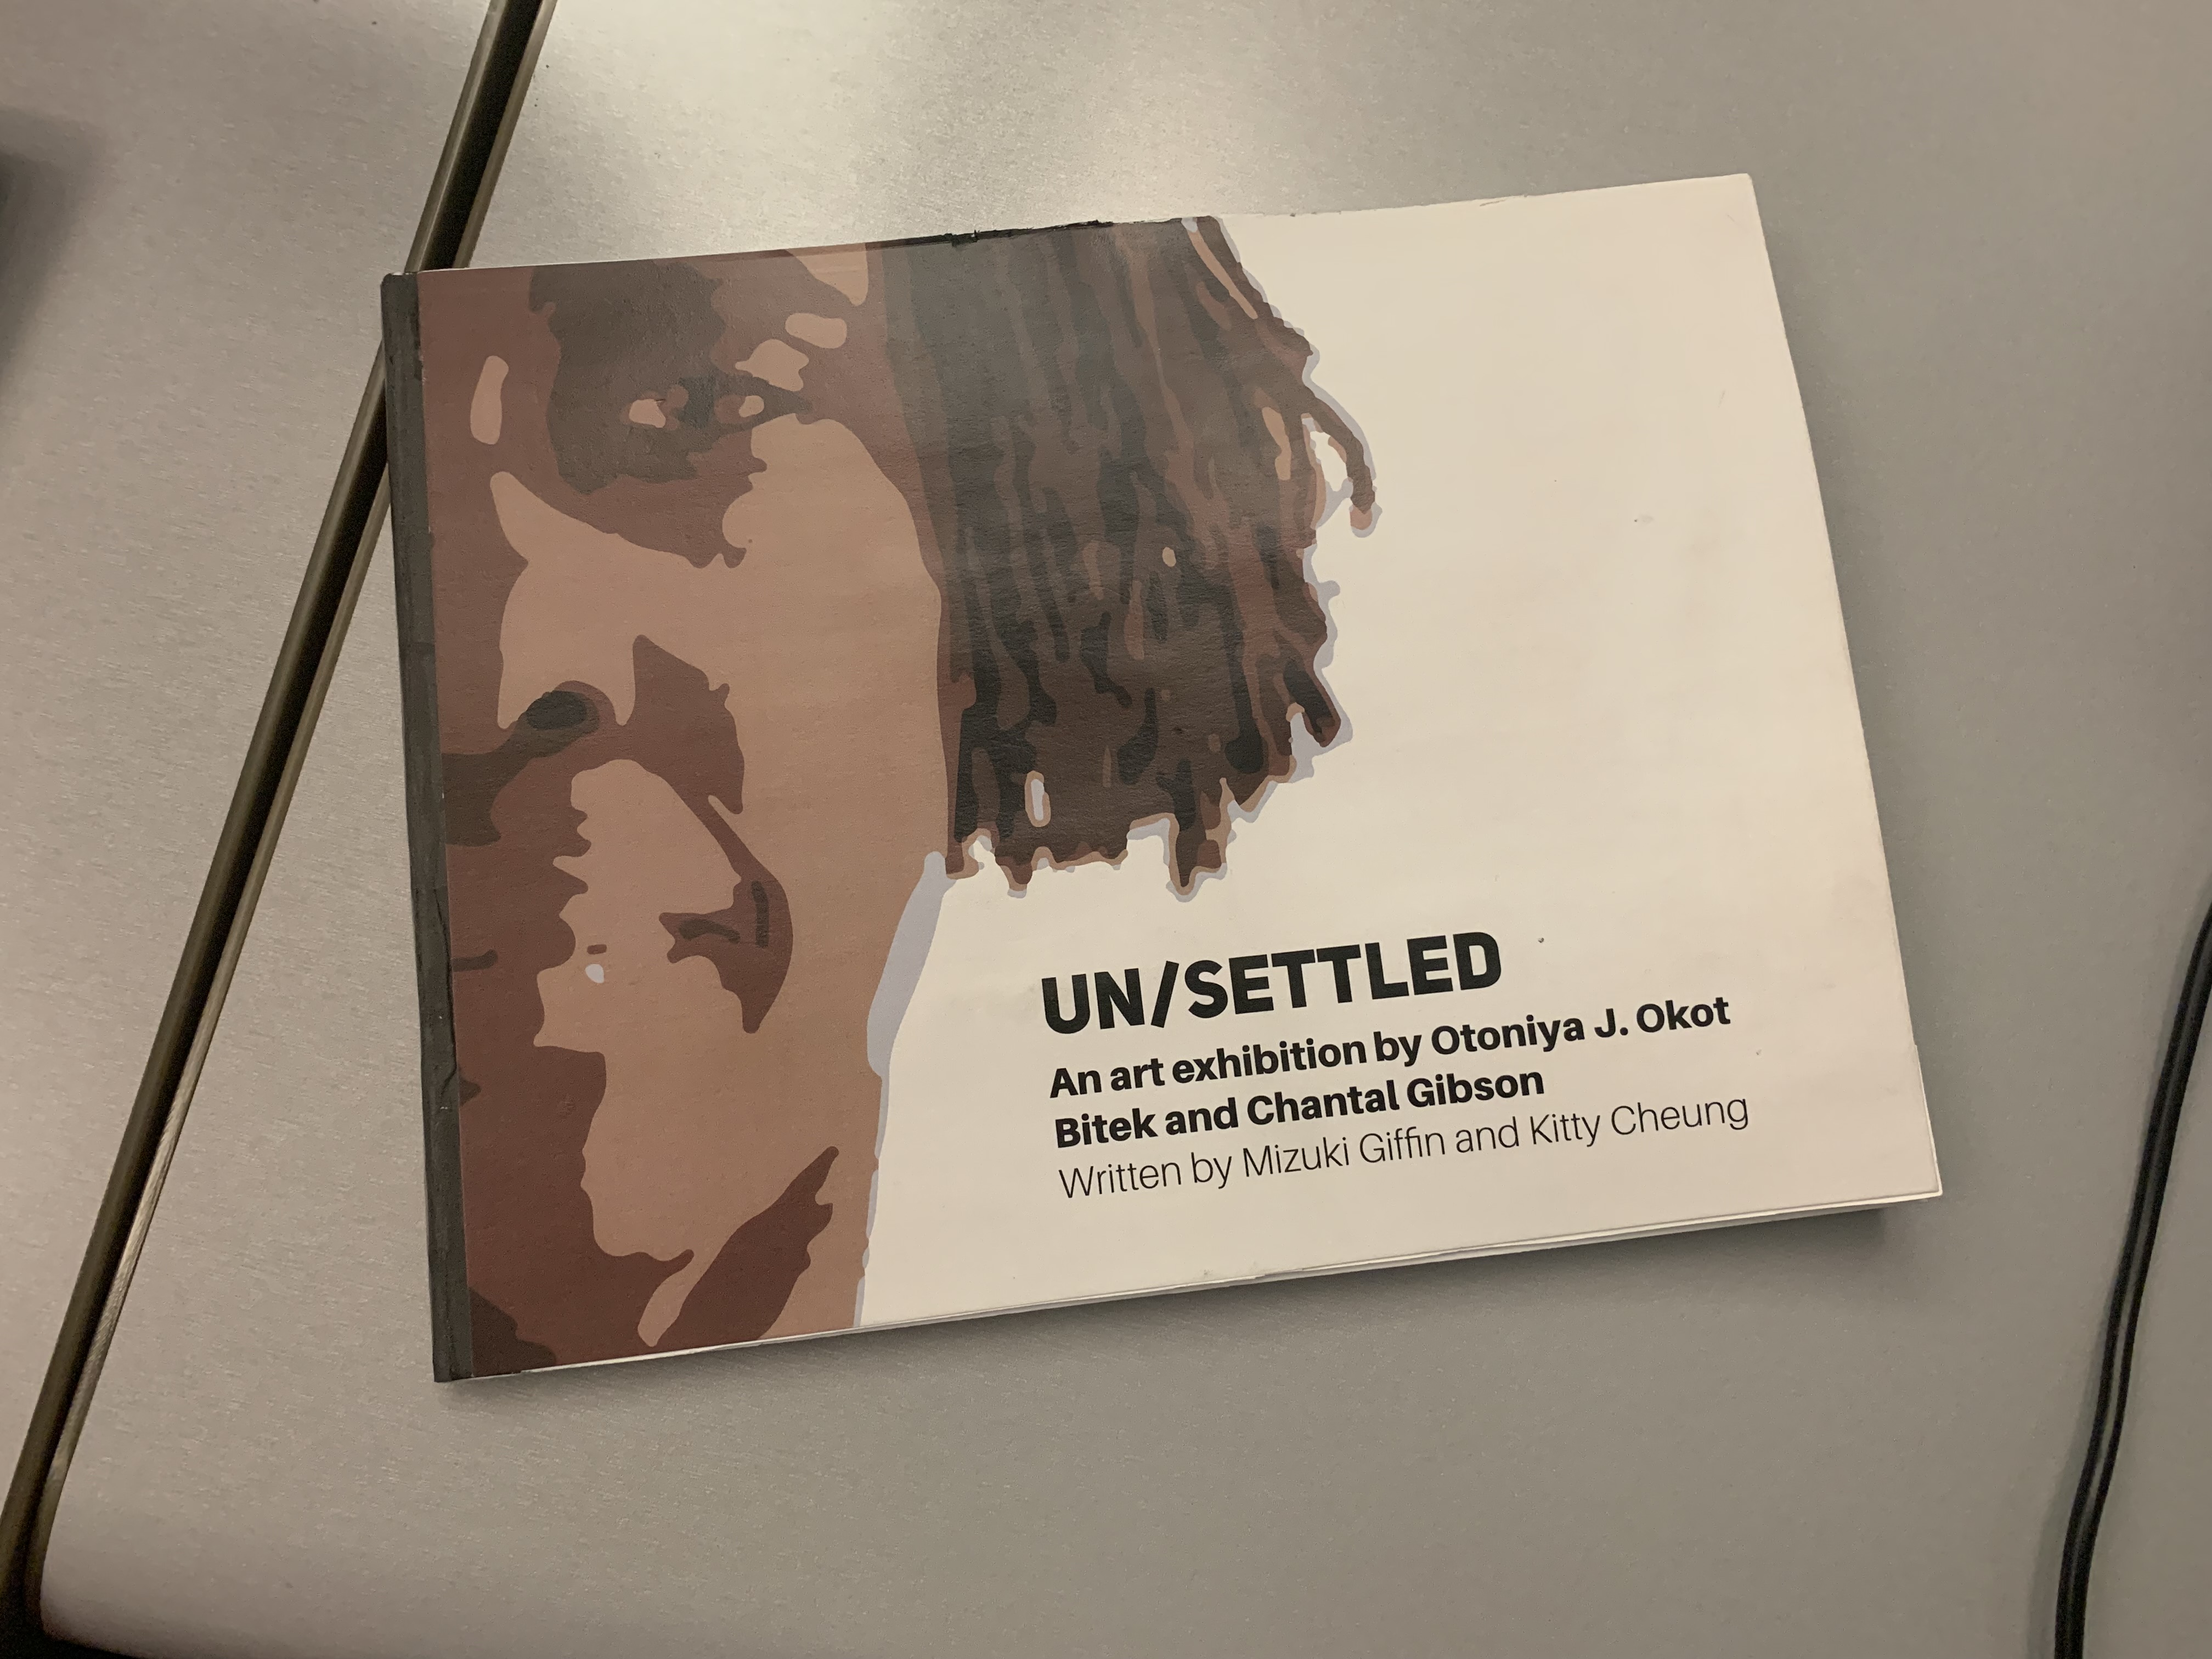 UN/SETTLED
An art exhibition by Otoniya J. Okot
Bitek and Chantal Gibson
Written by Mizuki Giffin and Kitty Cheung